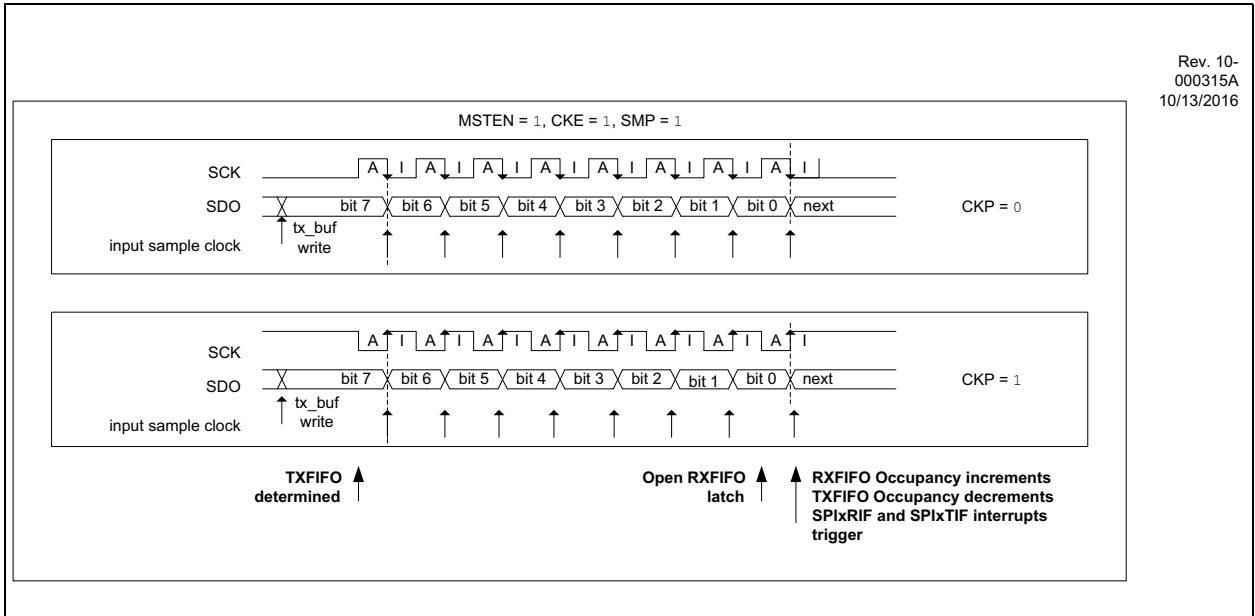 Rev. 10-
000315A
10/13/2016
MSTEN = 1, CKE = 1, SMP = 1
SCK A I A I A I A I A I A I A I A I
SDO bit 7 bit 6 bit 5 bit 4 bit 3 bit 2 bit 1 bit 0 next CKP = 0
tx_buf
write
input sample clock
SCK A I A I A I A I A I A I A I A I
SDO bit 7 bit 6 bit 5 bit 4 bit 3 bit 2 bit 1 bit 0 next CKP = 1
tx_buf
write
input sample clock
TXFIFO
determined
Open RXFIFO
latch
RXFIFO Occupancy increments
TXFIFO Occupancy decrements
SPIxRIF and SPIxTIF interrupts
trigger